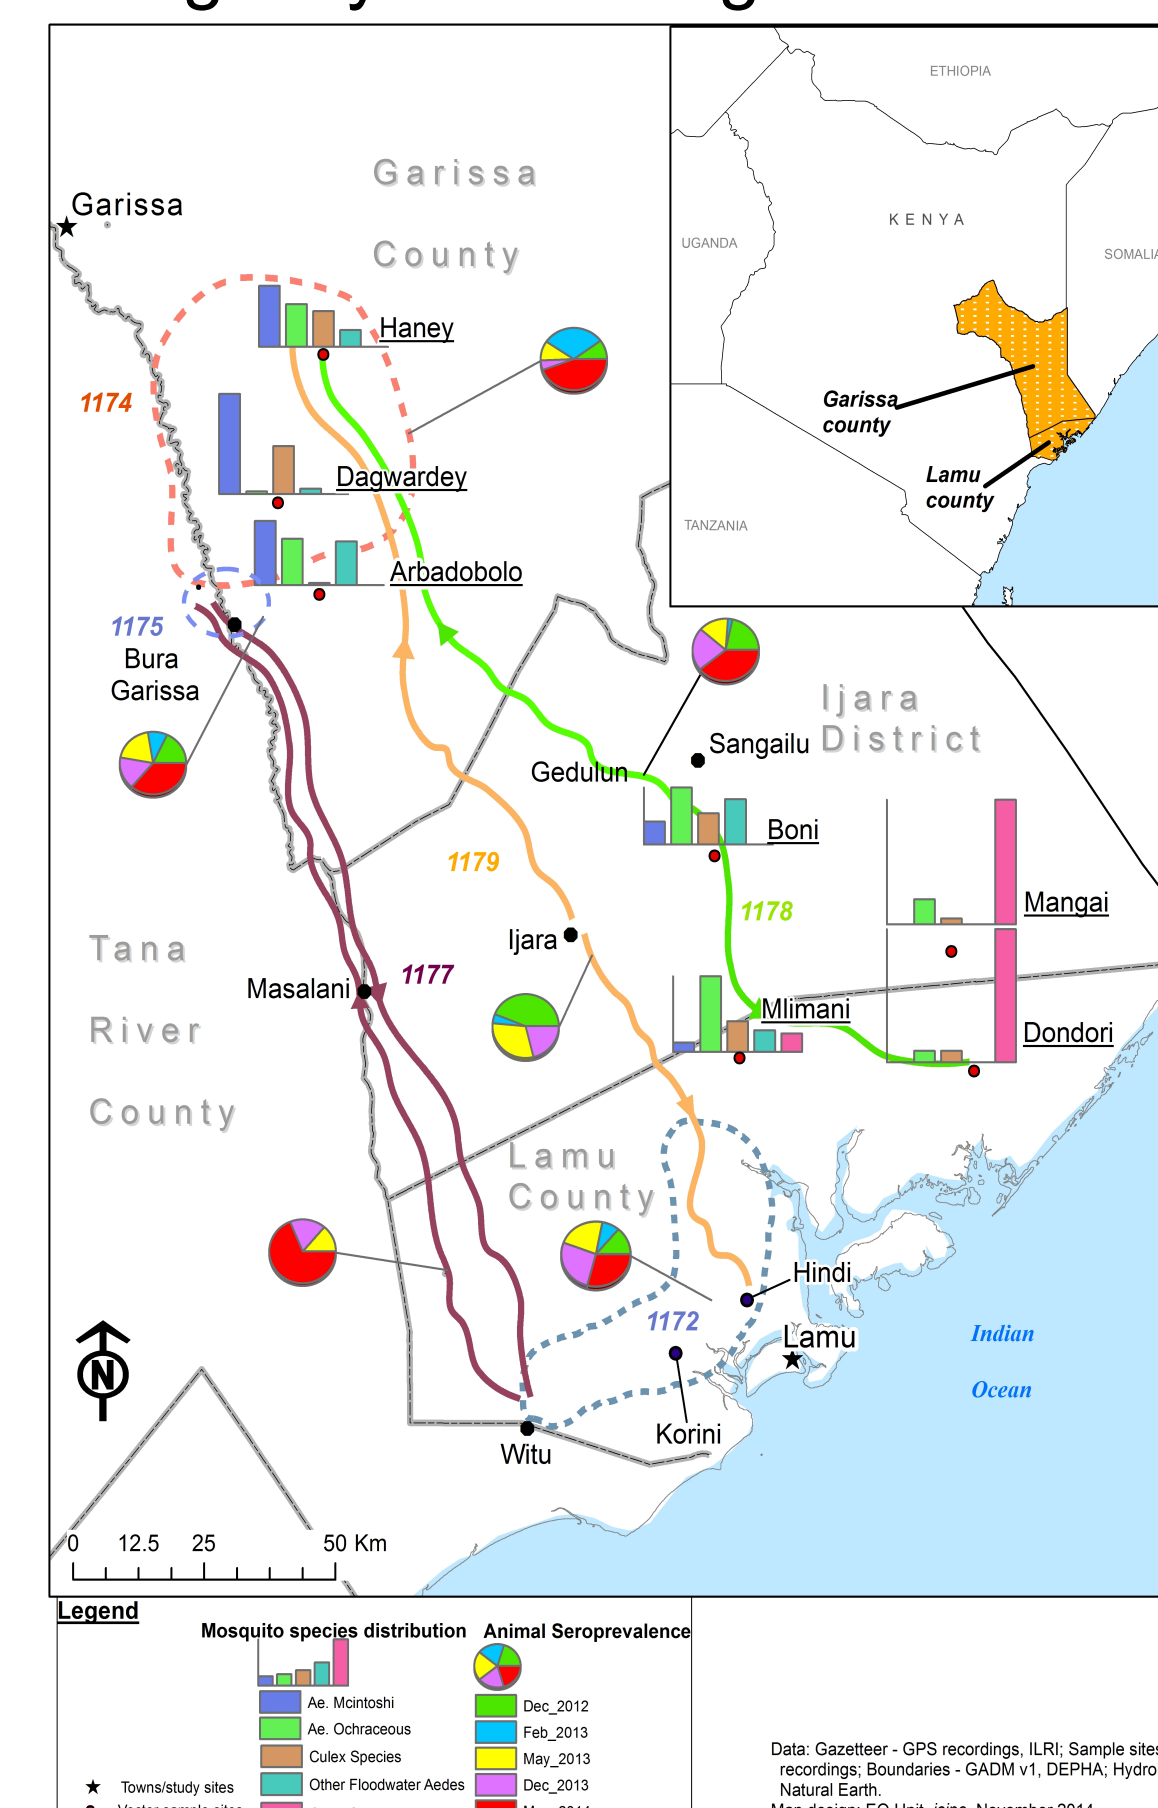 ETHIOPIA
UGANDA
KENYA
SOMALIA
TANZANIA
Garissa
county
Lamu
county
Garissa
County
Garissa
Haney
1174
Dagwardey
Arbadobolo
1175
Bura
Garissa
Ijara
District
Sangailu
Gedulun
Boni
1179
1178
Mangai
Ijara
Tana
River
County
Masalani
1177
Mlimani
Dondori
Lamu
County
Hindi
1172
Lamu
Indian
Ocean
Korini
Witu
N
0 12.5 25 50 Km
Legend
Mosquito species distribution
Animal Seroprevalence
Ae. Mcintoshi
Ae. Ochraceous
Culex Species
Other Floodwater Aedes
Dec_2012
Feb_2013
May_2013
Dec_2013
Towns/study sites
Data: Gazetteer - GPS recordings, ILRI; Sample sites
recordings; Boundaries - GADM v1, DEPHA; Hydro
Natural Earth.